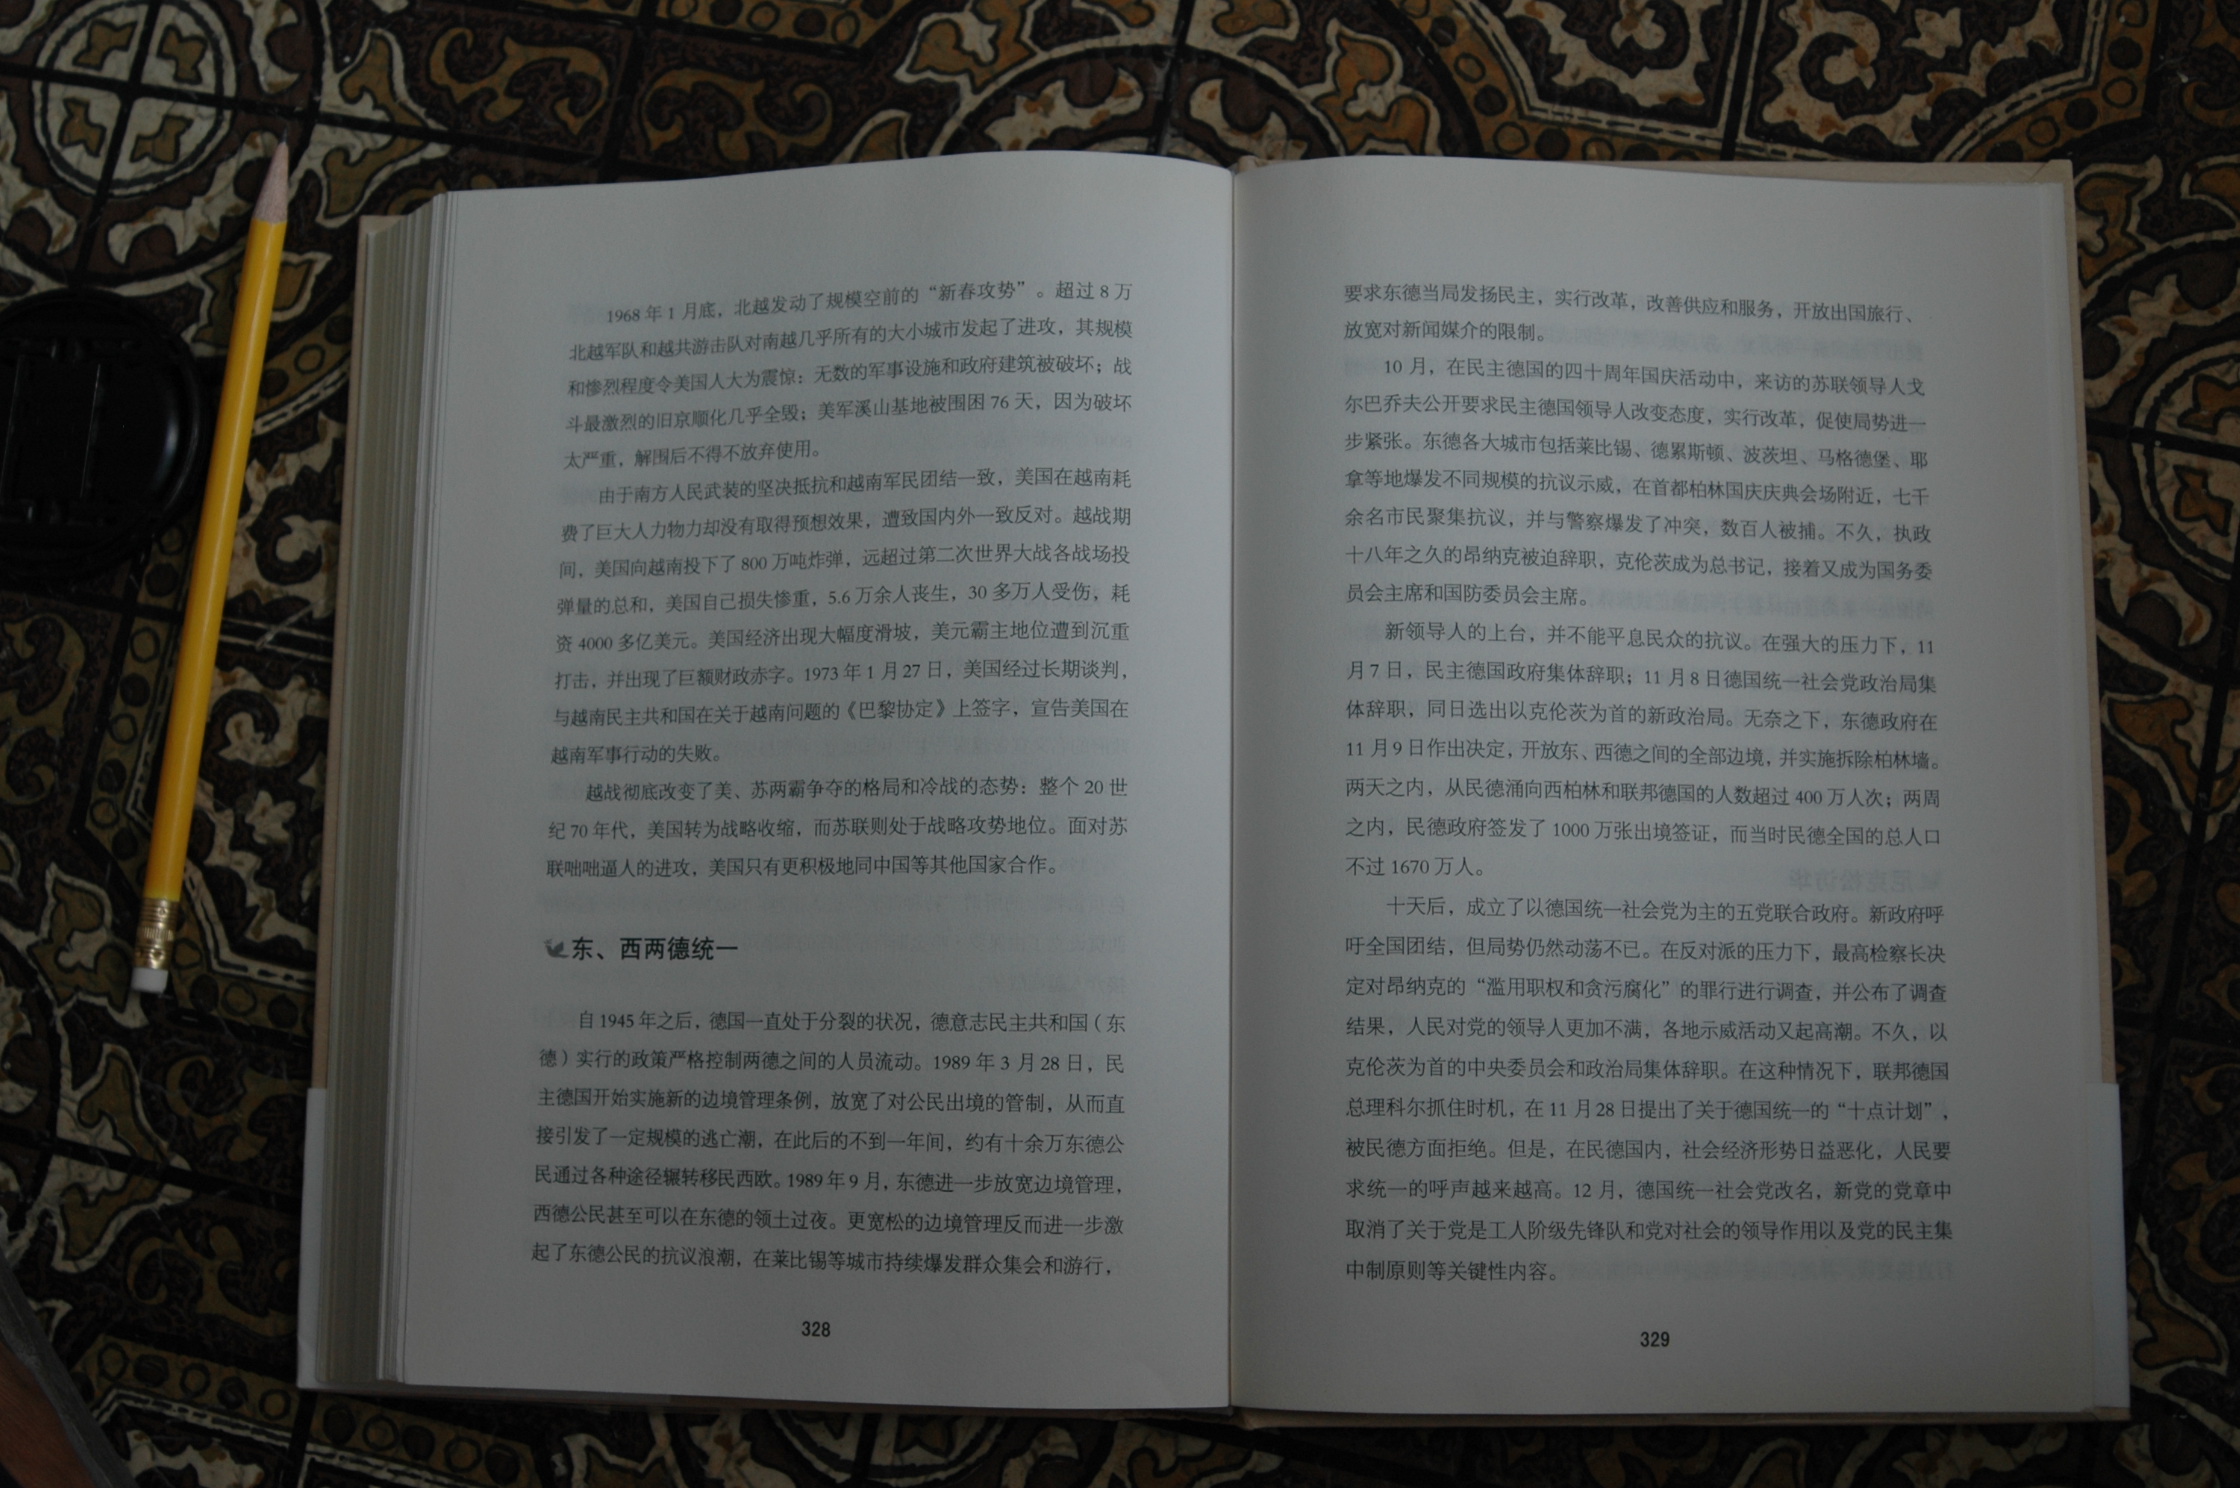 1968 年 1 月底，北越发动了规模空前的“新春攻势”。超过 8 万
北越军队和越共游击队对南越几乎所有的大小城市发起了进攻，其规模
和惨烈程度令美国人大为震惊：无数的军事设施和政府建筑被破坏；战
斗最激烈的旧京顺化几乎全毁；美军溪山基地被围困 76 天，因为破坏
太严重，解围后不得不放弃使用。
由于南方人民武装的坚决抵抗和越南军民团结一致，美国在越南耗
费了巨大人力物力却没有取得预想效果，遭致国内外一致反对。越战期
间，美国向越南投下了 800 万吨炸弹，远超过第二次世界大战各战场投
弹量的总和，美国自己损失惨重，5.6 万余人丧生，30 多万人受伤，耗
资 4000 多亿美元。美国经济出现大幅度滑坡，美元霸主地位遭到沉重
打击，并出现了巨额财政赤字。1973 年 1 月 27 日，美国经过长期谈判，
与越南民主共和国在关于越南问题的《巴黎协定》上签字，宣告美国在
越南军事行动的失败。
越战彻底改变了美、苏两霸争夺的格局和冷战的态势：整个 20 世
纪 70 年代，美国转为战略收缩，而苏联则处于战略攻势地位。面对苏
联咄咄逼人的进攻，美国只有更积极地同中国等其他国家合作。
东、西两德统一
自 1945 年之后，德国一直处于分裂的状况，德意志民主共和国（东
德）实行的政策严格控制两德之间的人员流动。1989 年 3 月 28 日，民
主德国开始实施新的边境管理条例，放宽了对公民出境的管制，从而直
接引发了一定规模的逃亡潮，在此后的不到一年间，约有十余万东德公
民通过各种途径辗转移民西欧。1989 年 9 月，东德进一步放宽边境管理，
西德公民甚至可以在东德的领土过夜。更宽松的边境管理反而进一步激
起了东德公民的抗议浪潮，在莱比锡等城市持续爆发群众集会和游行，
328
要求东德当局发扬民主，实行改革，改善供应和服务，开放出国旅行、
放宽对新闻媒介的限制。
10 月，在民主德国的四十周年国庆活动中，来访的苏联领导人戈
尔巴乔夫公开要求民主德国领导人改变态度，实行改革，促使局势进一
步紧张。东德各大城市包括莱比锡、德累斯顿、波茨坦、马格德堡、耶
拿等地爆发不同规模的抗议示威，在首都柏林国庆庆典会场附近，七千
余名市民聚集抗议，并与警察爆发了冲突，数百人被捕。不久，执政
十八年之久的昂纳克被迫辞职，克伦茨成为总书记，接着又成为国务委
员会主席和国防委员会主席。
新领导人的上台，并不能平息民众的抗议。在强大的压力下，11
月 7 日，民主德国政府集体辞职；11 月 8 日德国统一社会党政治局集
体辞职，同日选出以克伦茨为首的新政治局。无奈之下，东德政府在
11 月 9 日作出决定，开放东、西德之间的全部边境，并实施拆除柏林墙。
两天之内，从民德涌向西柏林和联邦德国的人数超过 400 万人次；两周
之内，民德政府签发了 1000 万张出境签证，而当时民德全国的总人口
不过 1670 万人。
十天后，成立了以德国统一社会党为主的五党联合政府。新政府呼
吁全国团结，但局势仍然动荡不已。在反对派的压力下，最高检察长决
定对昂纳克的“滥用职权和贪污腐化”的罪行进行调查，并公布了调查
结果，人民对党的领导人更加不满，各地示威活动又起高潮。不久，以
克伦茨为首的中央委员会和政治局集体辞职。在这种情况下，联邦德国
总理科尔抓住时机，在 11 月 28 日提出了关于德国统一的“十点计划”，
被民德方面拒绝。但是，在民德国内，社会经济形势日益恶化，人民要
求统一的呼声越来越高。12 月，德国统一社会党改名，新党的党章中
取消了关于党是工人阶级先锋队和党对社会的领导作用以及党的民主集
中制原则等关键性内容。
329